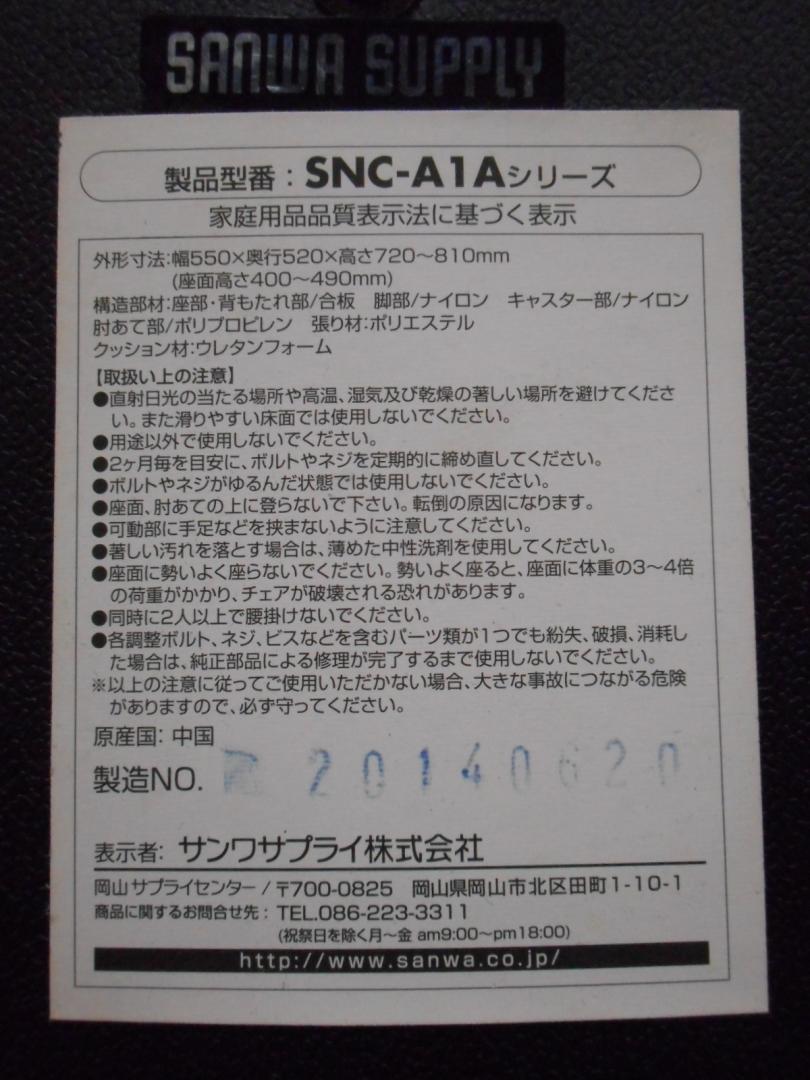 SANWA SUPPLY
製品型番：SNC-A1Aシリーズ
家庭用品品質表示法に基づく表示
外形寸法：幅550×奥行520×高さ720～810mm
(座面高さ400～490mm)
構造部材：座部・背もたれ部/合板　脚部/ナイロン　キャスター部/ナイロン
肘あて部/ポリプロピレン　張り材：ポリエステル
クッション材：ウレタンフォーム
【取扱い上の注意】
●直射日光の当たる場所や高温、湿気及び乾燥の著しい場所を避けてくださ
い。また滑りやすい床面では使用しないでください。
●用途以外で使用しないでください。
●2ヶ月毎を目安に、ボルトやネジを定期的に締め直してください。
●ボルトやネジがゆるんだ状態では使用しないでください。
●座面、肘あての上に登らないで下さい。転倒の原因になります。
●可動部に手足などを挟まないように注意してください。
●著しい汚れを落とす場合は、薄めた中性洗剤を使用してください。
●座面に勢いよく座らないでください。勢いよく座ると、座面に体重の3～4倍
の荷重がかかり、チェアが破壊される恐れがあります。
●同時に2人以上で腰掛けないでください。
●各調整ボルト、ネジ、ビスなどを含むパーツ類が1つでも紛失、破損、消耗し
た場合は、純正部品による修理が完了するまで使用しないでください。
※以上の注意に従ってご使用いただかない場合、大きな事故につながる危険
がありますので、必ず守ってください。
原産国：中国
製造NO. 20140620
表示者：サンワサプライ株式会社
岡山サプライセンター/〒700-0825　岡山県岡山市北区田町1-10-1
商品に関するお問合せ先：TEL.086-223-3311
(祝祭日を除く月～金 am9:00～pm18:00)
http://www.sanwa.co.jp/